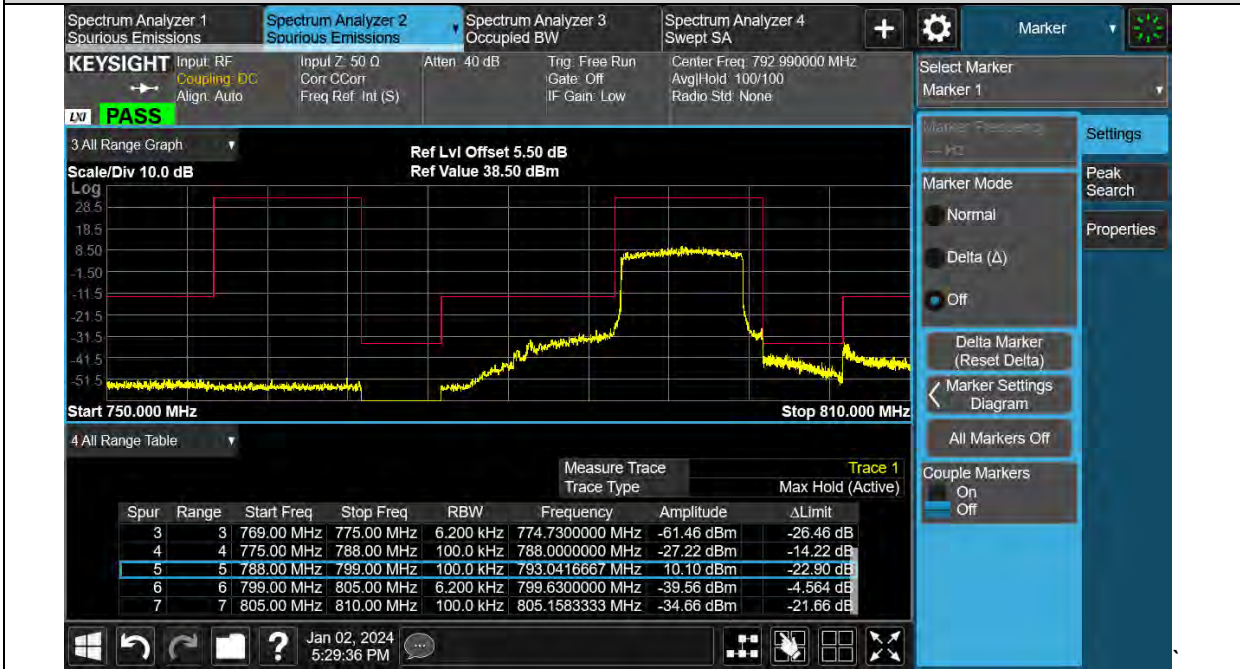 Spectrum Analyzer 1
Spurious Emissions
Spectrum Analyzer 2
Spurious Emissions
Spectrum Analyzer 3
Occupied BW
Spectrum Analyzer 4
Swept SA
+
Marker
KEYSIGHT
Input: RF
Coupling: DC
Align: Auto
Input Z: 50 Ω
Corr CCorr
Freq Ref: Int (S)
Atten: 40 dB
Trig: Free Run
Gate: Off
IF Gain: Low
Center Freq: 792.990000 MHz
Avg|Hold: 100/100
Radio Std: None
LXI
PASS
Select Marker
Marker 1
3 All Range Graph
Scale/Div 10.0 dB
Ref Lvl Offset 5.50 dB
Ref Value 38.50 dBm
Log
28.5
18.5
8.50
-1.50
-11.5
-21.5
-31.5
-41.5
-51.5
Start 750.000 MHz
Stop 810.000 MHz
Marker Frequency
--- Hz
Marker Mode
Normal
Delta (Δ)
Off
Delta Marker
(Reset Delta)
Marker Settings
Diagram
All Markers Off
Couple Markers
On
Off
Settings
Peak
Search
Properties
4 All Range Table
Measure Trace Trace 1
Trace Type Max Hold (Active)
Spur Range Start Freq Stop Freq RBW Frequency Amplitude ΔLimit
3 3 769.00 MHz 775.00 MHz 6.200 kHz 774.7300000 MHz -61.46 dBm -26.46 dB
4 4 775.00 MHz 788.00 MHz 100.0 kHz 788.0000000 MHz -27.22 dBm -14.22 dB
5 5 788.00 MHz 799.00 MHz 100.0 kHz 793.0416667 MHz 10.10 dBm -22.90 dB
6 6 799.00 MHz 805.00 MHz 6.200 kHz 799.6300000 MHz -39.56 dBm -4.564 dB
7 7 805.00 MHz 810.00 MHz 100.0 kHz 805.1583333 MHz -34.66 dBm -21.66 dB
?
Jan 02, 2024
5:29:36 PM
`